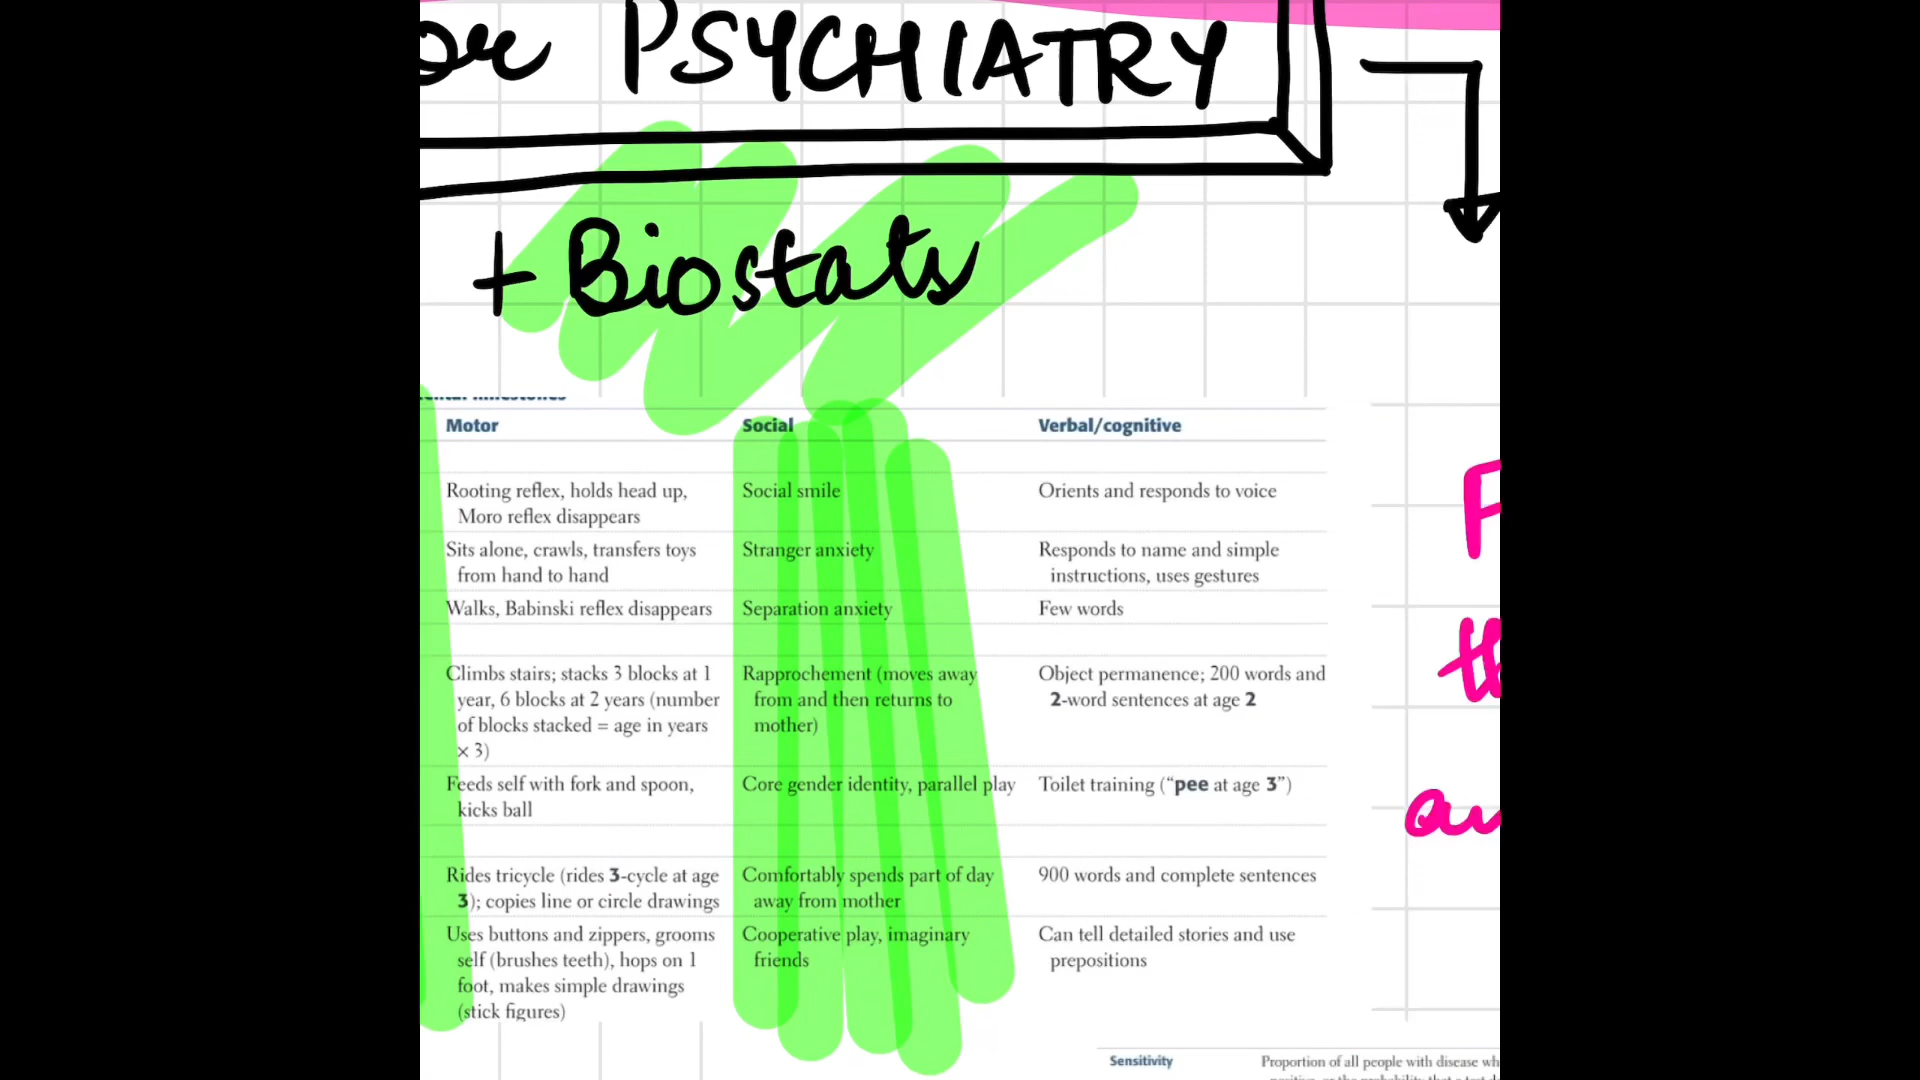 or PSYCHIATRY
+ Biostats
Motor Social Verbal/cognitive
Rooting reflex, holds head up, Social smile Orients and responds to voice
Moro reflex disappears
Sits alone, crawls, transfers toys Stranger anxiety Responds to name and simple
from hand to hand instructions, uses gestures
Walks, Babinski reflex disappears Separation anxiety Few words
Climbs stairs; stacks 3 blocks at 1 Rapprochement (moves away Object permanence; 200 words and
year, 6 blocks at 2 years (number from and then returns to 2-word sentences at age 2
of blocks stacked = age in years mother)
× 3)
Feeds self with fork and spoon, Core gender identity, parallel play Toilet training (“pee at age 3”)
kicks ball
Rides tricycle (rides 3-cycle at age Comfortably spends part of day 900 words and complete sentences
3); copies line or circle drawings away from mother
Uses buttons and zippers, grooms Cooperative play, imaginary Can tell detailed stories and use
self (brushes teeth), hops on 1 friends prepositions
foot, makes simple drawings
(stick figures)
Sensitivity Proportion of all people with disease wh